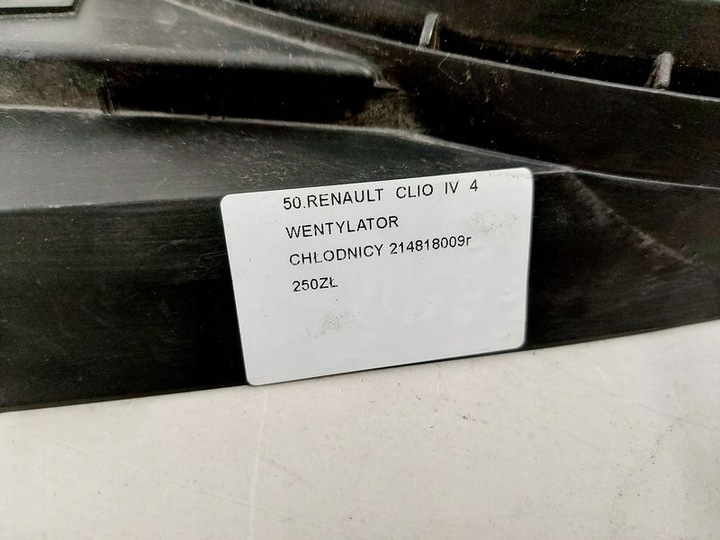 50.RENAULT CLIO IV 4
WENTYLATOR
CHLODNICY 214818009r
250ZŁ